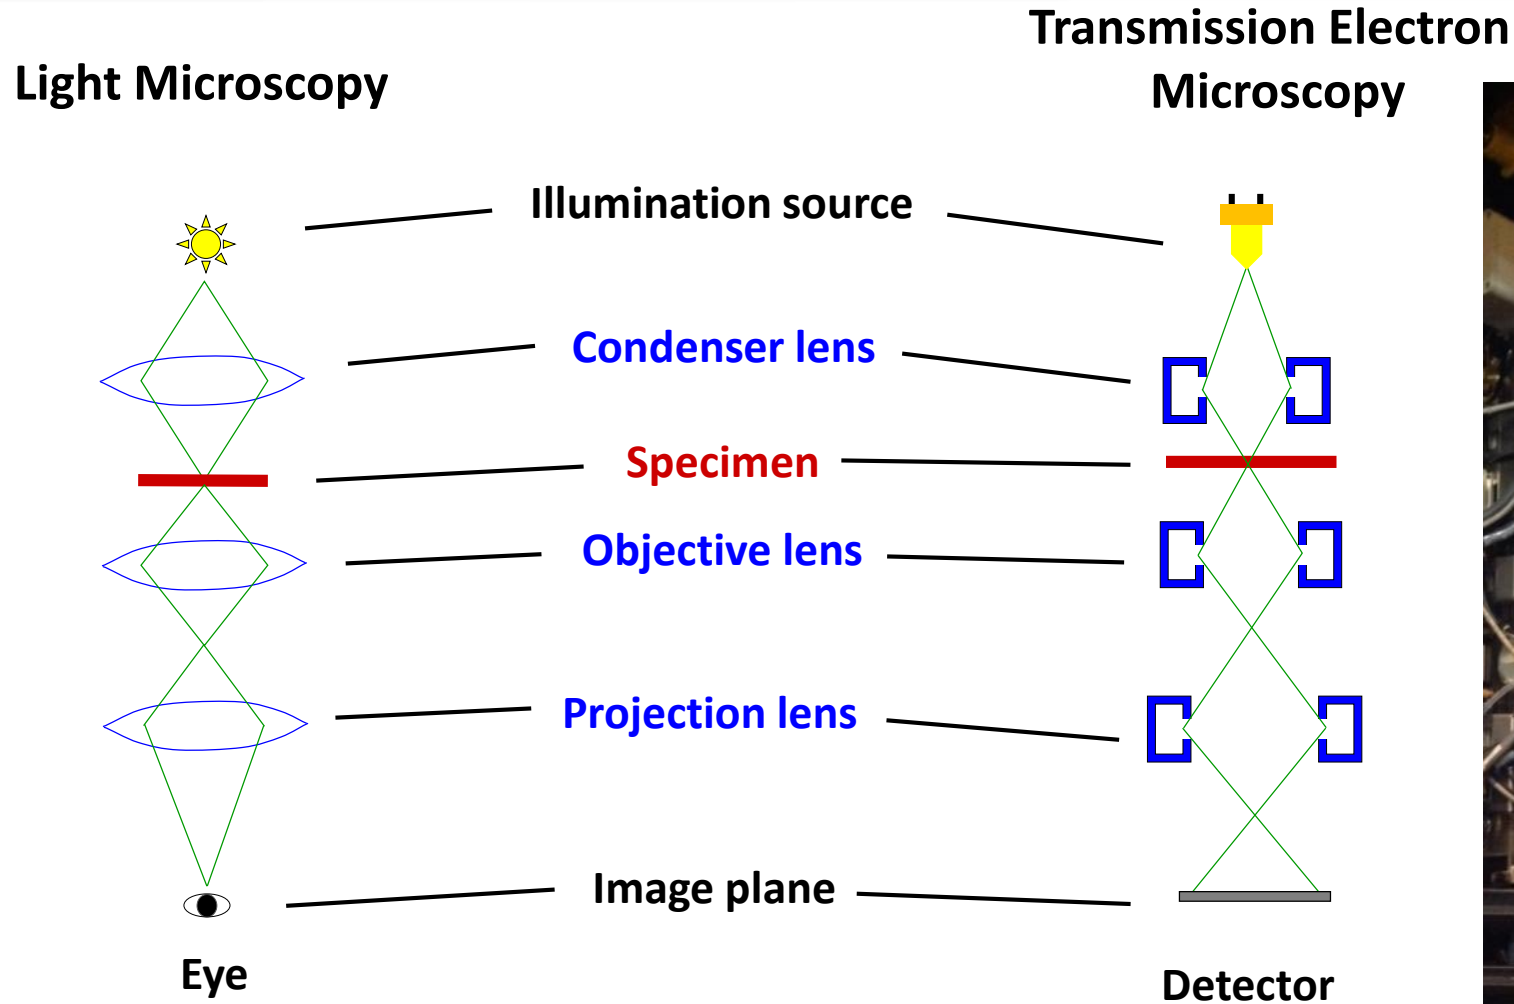 Light Microscopy
Transmission Electron
Microscopy
Illumination source
Condenser lens
Specimen
Objective lens
Projection lens
Image plane
Eye
Detector